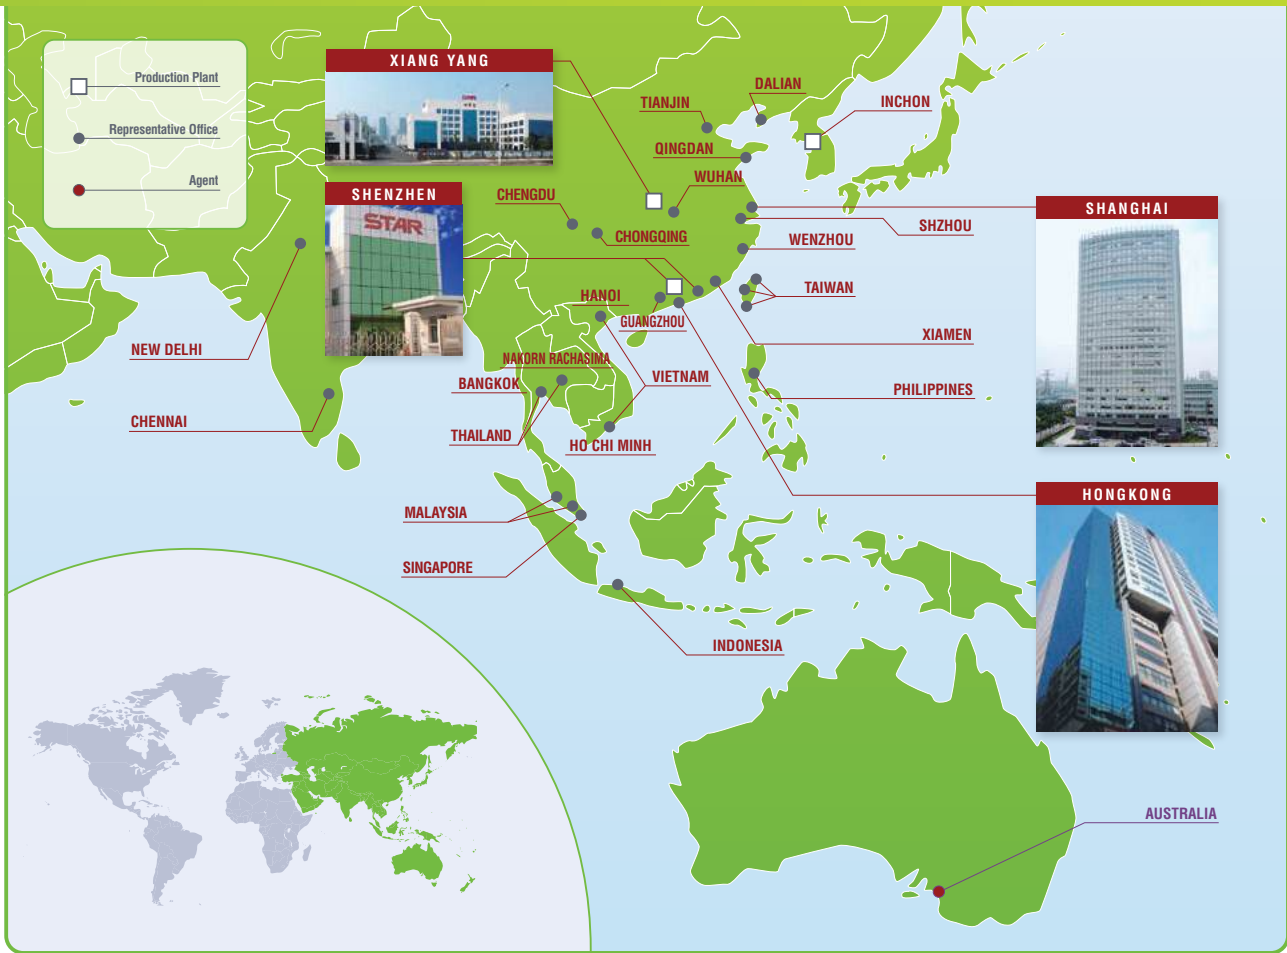 Production Plant
Representative Office
Agent
XIANG YANG
SHENZHEN
STAR
TIANJIN
DALIAN
INCHON
QINGDAN
WUHAN
CHENGDU
CHONGQING
SHANGHAI
SHZHOU
WENZHOU
TAIWAN
HANOI
GUANGZHOU
XIAMEN
NEW DELHI
NAKORN RACHASIMA
BANGKOK
VIETNAM
PHILIPPINES
CHENNAI
THAILAND
HO CHI MINH
HONGKONG
MALAYSIA
SINGAPORE
INDONESIA
AUSTRALIA